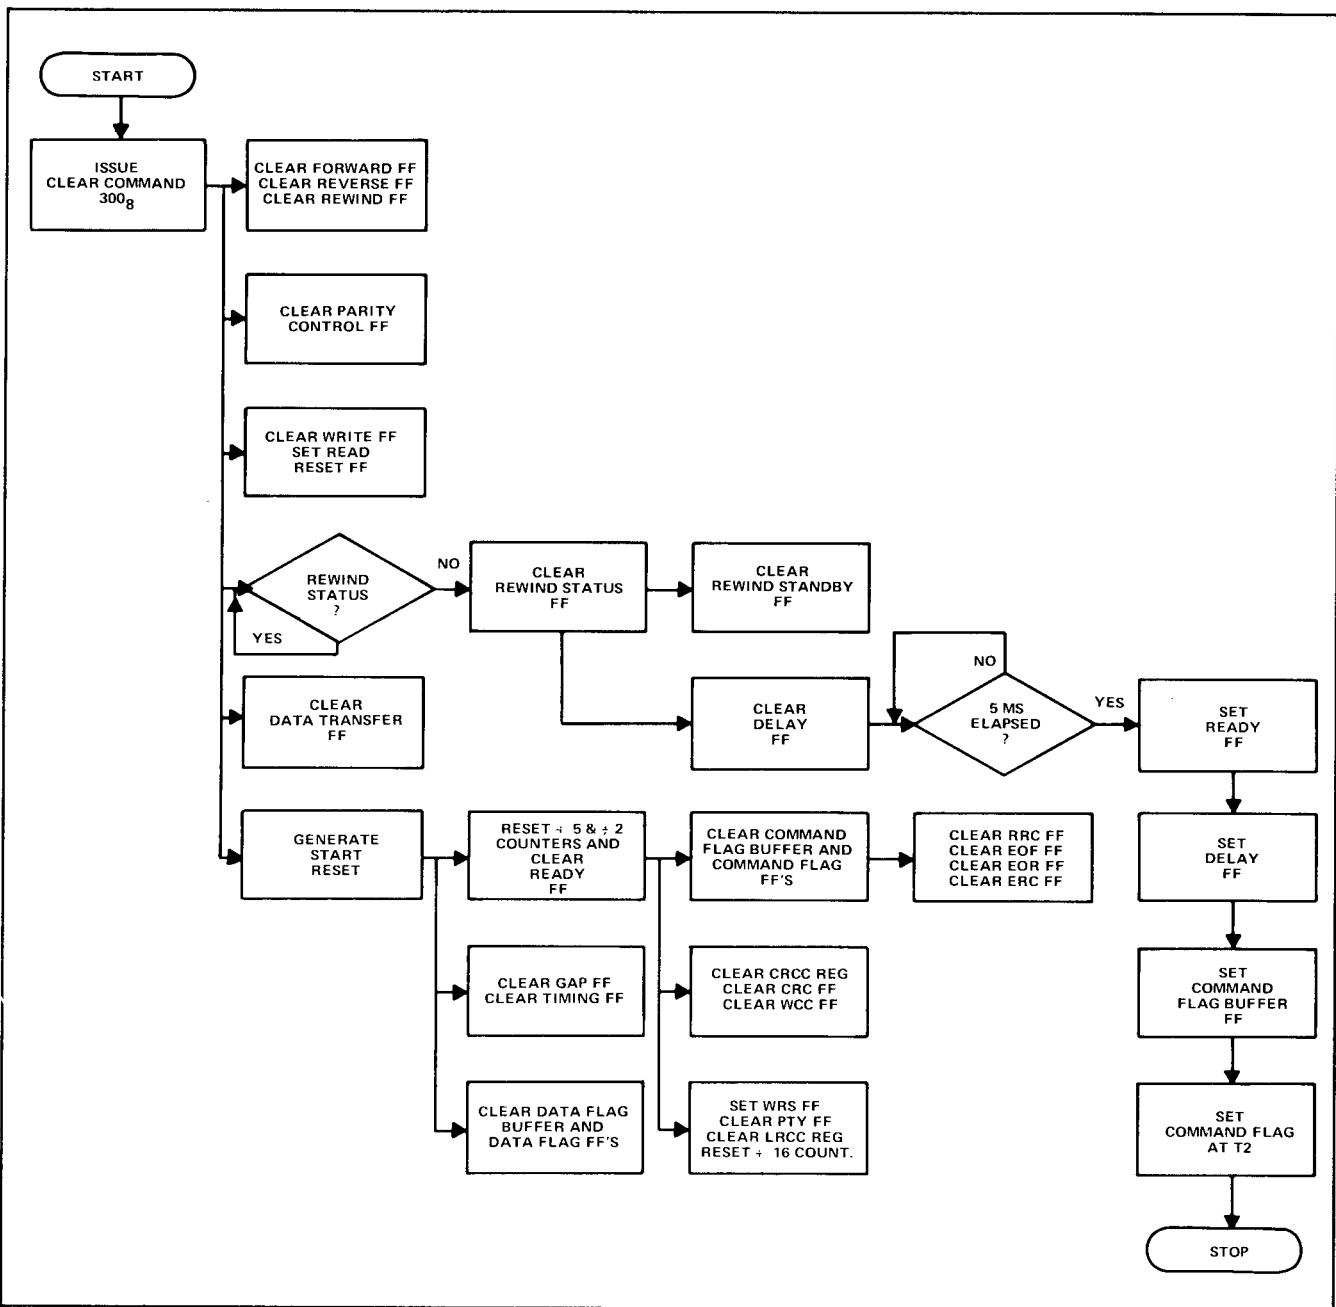 START
ISSUE
CLEAR COMMAND
300₈
CLEAR FORWARD FF
CLEAR REVERSE FF
CLEAR REWIND FF
CLEAR PARITY
CONTROL FF
CLEAR WRITE FF
SET READ
RESET FF
REWIND
STATUS
?
YES
NO
CLEAR
REWIND STATUS
FF
CLEAR
REWIND STANDBY
FF
CLEAR
DATA TRANSFER
FF
CLEAR
DELAY
FF
NO
5 MS
ELAPSED
?
YES
SET
READY
FF
GENERATE
START
RESET
RESET ÷ 5 & ÷ 2
COUNTERS AND
CLEAR
READY
FF
CLEAR COMMAND
FLAG BUFFER AND
COMMAND FLAG
FF'S
CLEAR RRC FF
CLEAR EOF FF
CLEAR EOR FF
CLEAR ERC FF
SET
DELAY
FF
CLEAR GAP FF
CLEAR TIMING FF
CLEAR CRCC REG
CLEAR CRC FF
CLEAR WCC FF
SET
COMMAND
FLAG BUFFER
FF
CLEAR DATA FLAG
BUFFER AND
DATA FLAG FF'S
SET WRS FF
CLEAR PTY FF
CLEAR LRCC REG
RESET ÷ 16 COUNT.
SET
COMMAND FLAG
AT T2
STOP